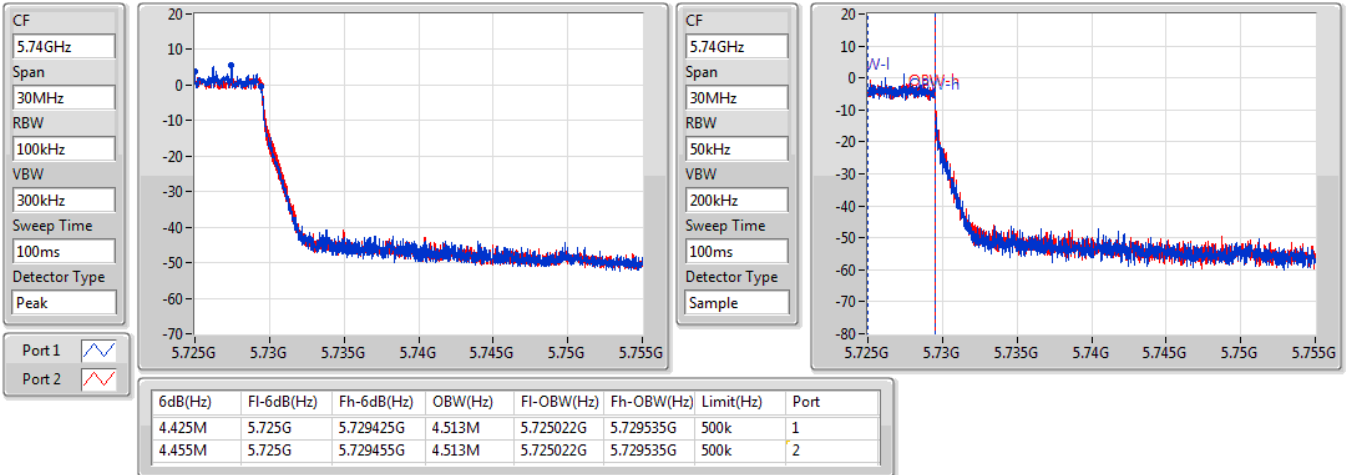 CF
5.74GHz
Span
30MHz
RBW
100kHz
VBW
300kHz
Sweep Time
100ms
Detector Type
Peak
Port 1
Port 2
20
10
0
-10
-20
-30
-40
-50
-60
-70
5.725G 5.73G 5.735G 5.74G 5.745G 5.75G 5.755G
CF
5.74GHz
Span
30MHz
RBW
50kHz
VBW
200kHz
Sweep Time
100ms
Detector Type
Sample
20
10
0
-10
-20
-30
-40
-50
-60
-70
-80
W-l OBW-h
5.725G 5.73G 5.735G 5.74G 5.745G 5.75G 5.755G
6dB(Hz) Fl-6dB(Hz) Fh-6dB(Hz) OBW(Hz) Fl-OBW(Hz) Fh-OBW(Hz) Limit(Hz) Port
4.425M 5.725G 5.729425G 4.513M 5.725022G 5.729535G 500k 1
4.455M 5.725G 5.729455G 4.513M 5.725022G 5.729535G 500k 2